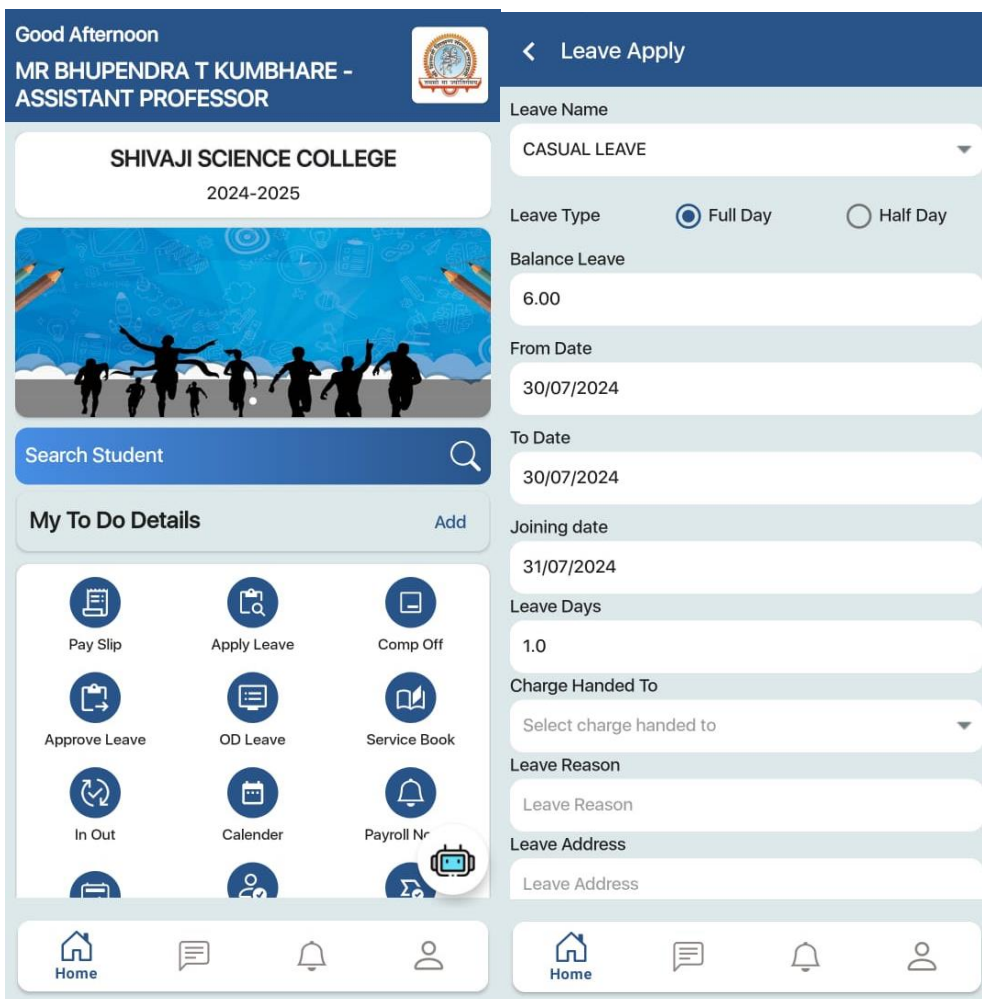 Good Afternoon
MR BHUPENDRA T KUMBHARE -
ASSISTANT PROFESSOR
SHIVAJI SCIENCE COLLEGE
2024-2025
Search Student
My To Do Details
Add
Pay Slip
Apply Leave
Comp Off
Approve Leave
OD Leave
Service Book
In Out
Calender
Payroll
Home
Leave Apply
Leave Name
CASUAL LEAVE
Leave Type
Full Day
Half Day
Balance Leave
6.00
From Date
30/07/2024
To Date
30/07/2024
Joining date
31/07/2024
Leave Days
1.0
Charge Handed To
Select charge handed to
Leave Reason
Leave Reason
Leave Address
Leave Address
Home